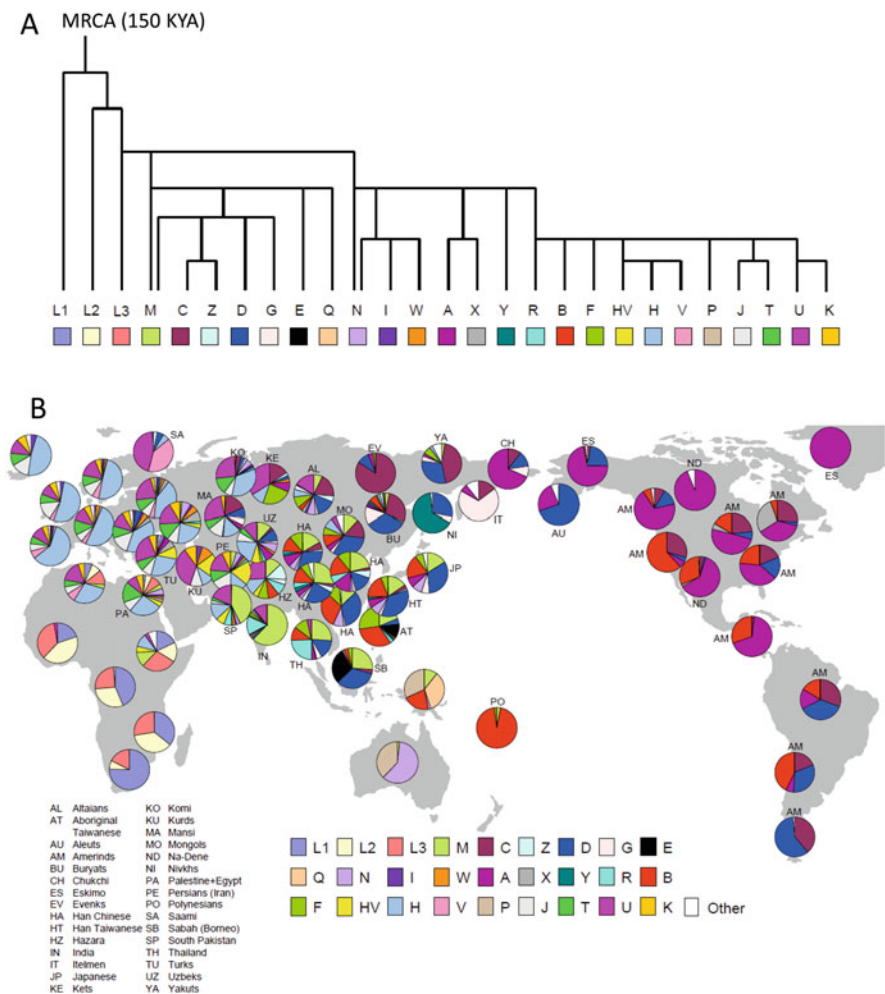 A
MRCA (150 KYA)
L1 L2 L3 M C Z D G E Q N I W A X Y R B F HV H V P J T U K
B
SA
KO
KE
AL
EV
YA
CH
ES
ND
ES
MA
UZ
HA
MO
BU
NI
IT
AU
AM
AM
AM
PE
TU
KU
HZ
HA
HA
JP
AM
ND
AM
PA
SP
IN
HA
HT
AT
TH
SB
AM
PO
AM
AM
AM
AL Altaians KO Komi
AT Aboriginal KU Kurds
Taiwanese MA Mansi
AU Aleuts MO Mongols
AM Amerinds ND Na-Dene
BU Buryats NI Nivkhs
CH Chukchi PA Palestine+Egypt
ES Eskimo PE Persians (Iran)
EV Evenks PO Polynesians
HA Han Chinese SA Saami
HT Han Taiwanese SB Sabah (Borneo)
HZ Hazara SP South Pakistan
IN India TH Thailand
IT Itelmen TU Turks
JP Japanese UZ Uzbeks
KE Kets YA Yakuts
L1 L2 L3 M C Z D G E
Q N I W A X Y R B
F HV H V P J T U K Other